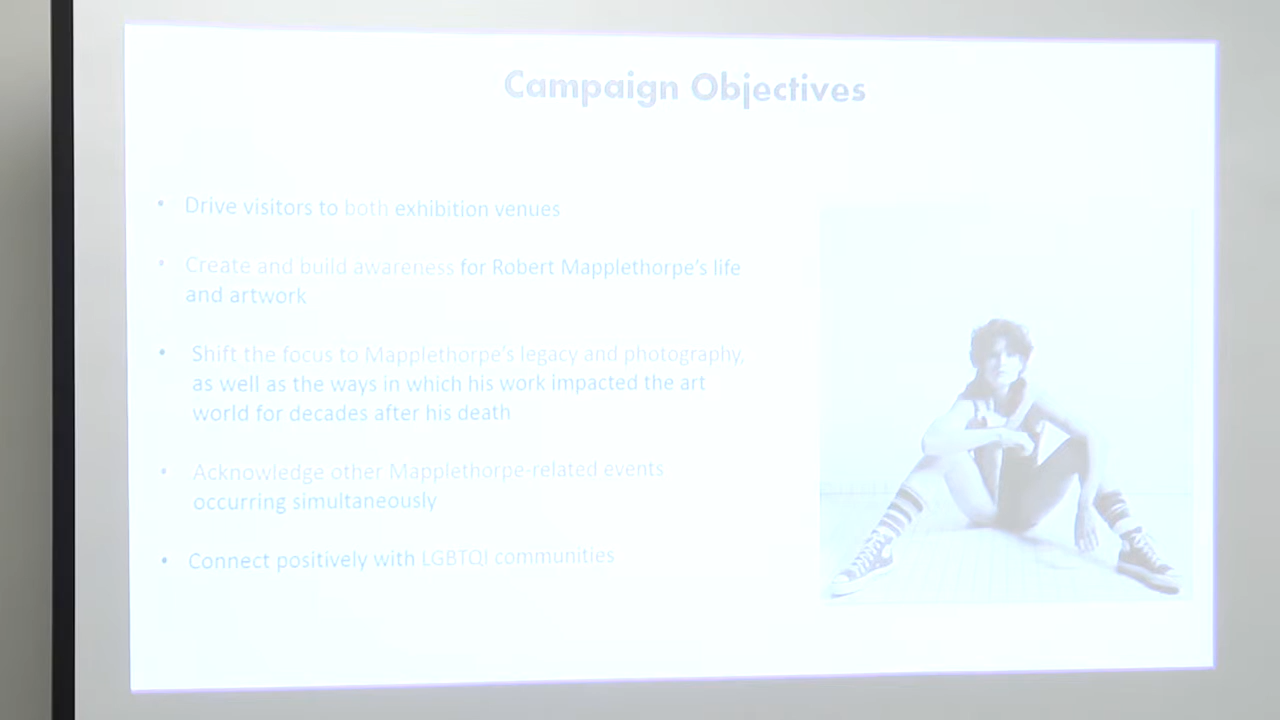 Campaign Objectives
• Drive visitors to both exhibition venues
• Create and build awareness for Robert Mapplethorpe's life
and artwork
• Shift the focus to Mapplethorpe's legacy and photography,
as well as the ways in which his work impacted the art
world for decades after his death
• Acknowledge other Mapplethorpe-related events
occurring simultaneously
• Connect positively with LGBTQI communities